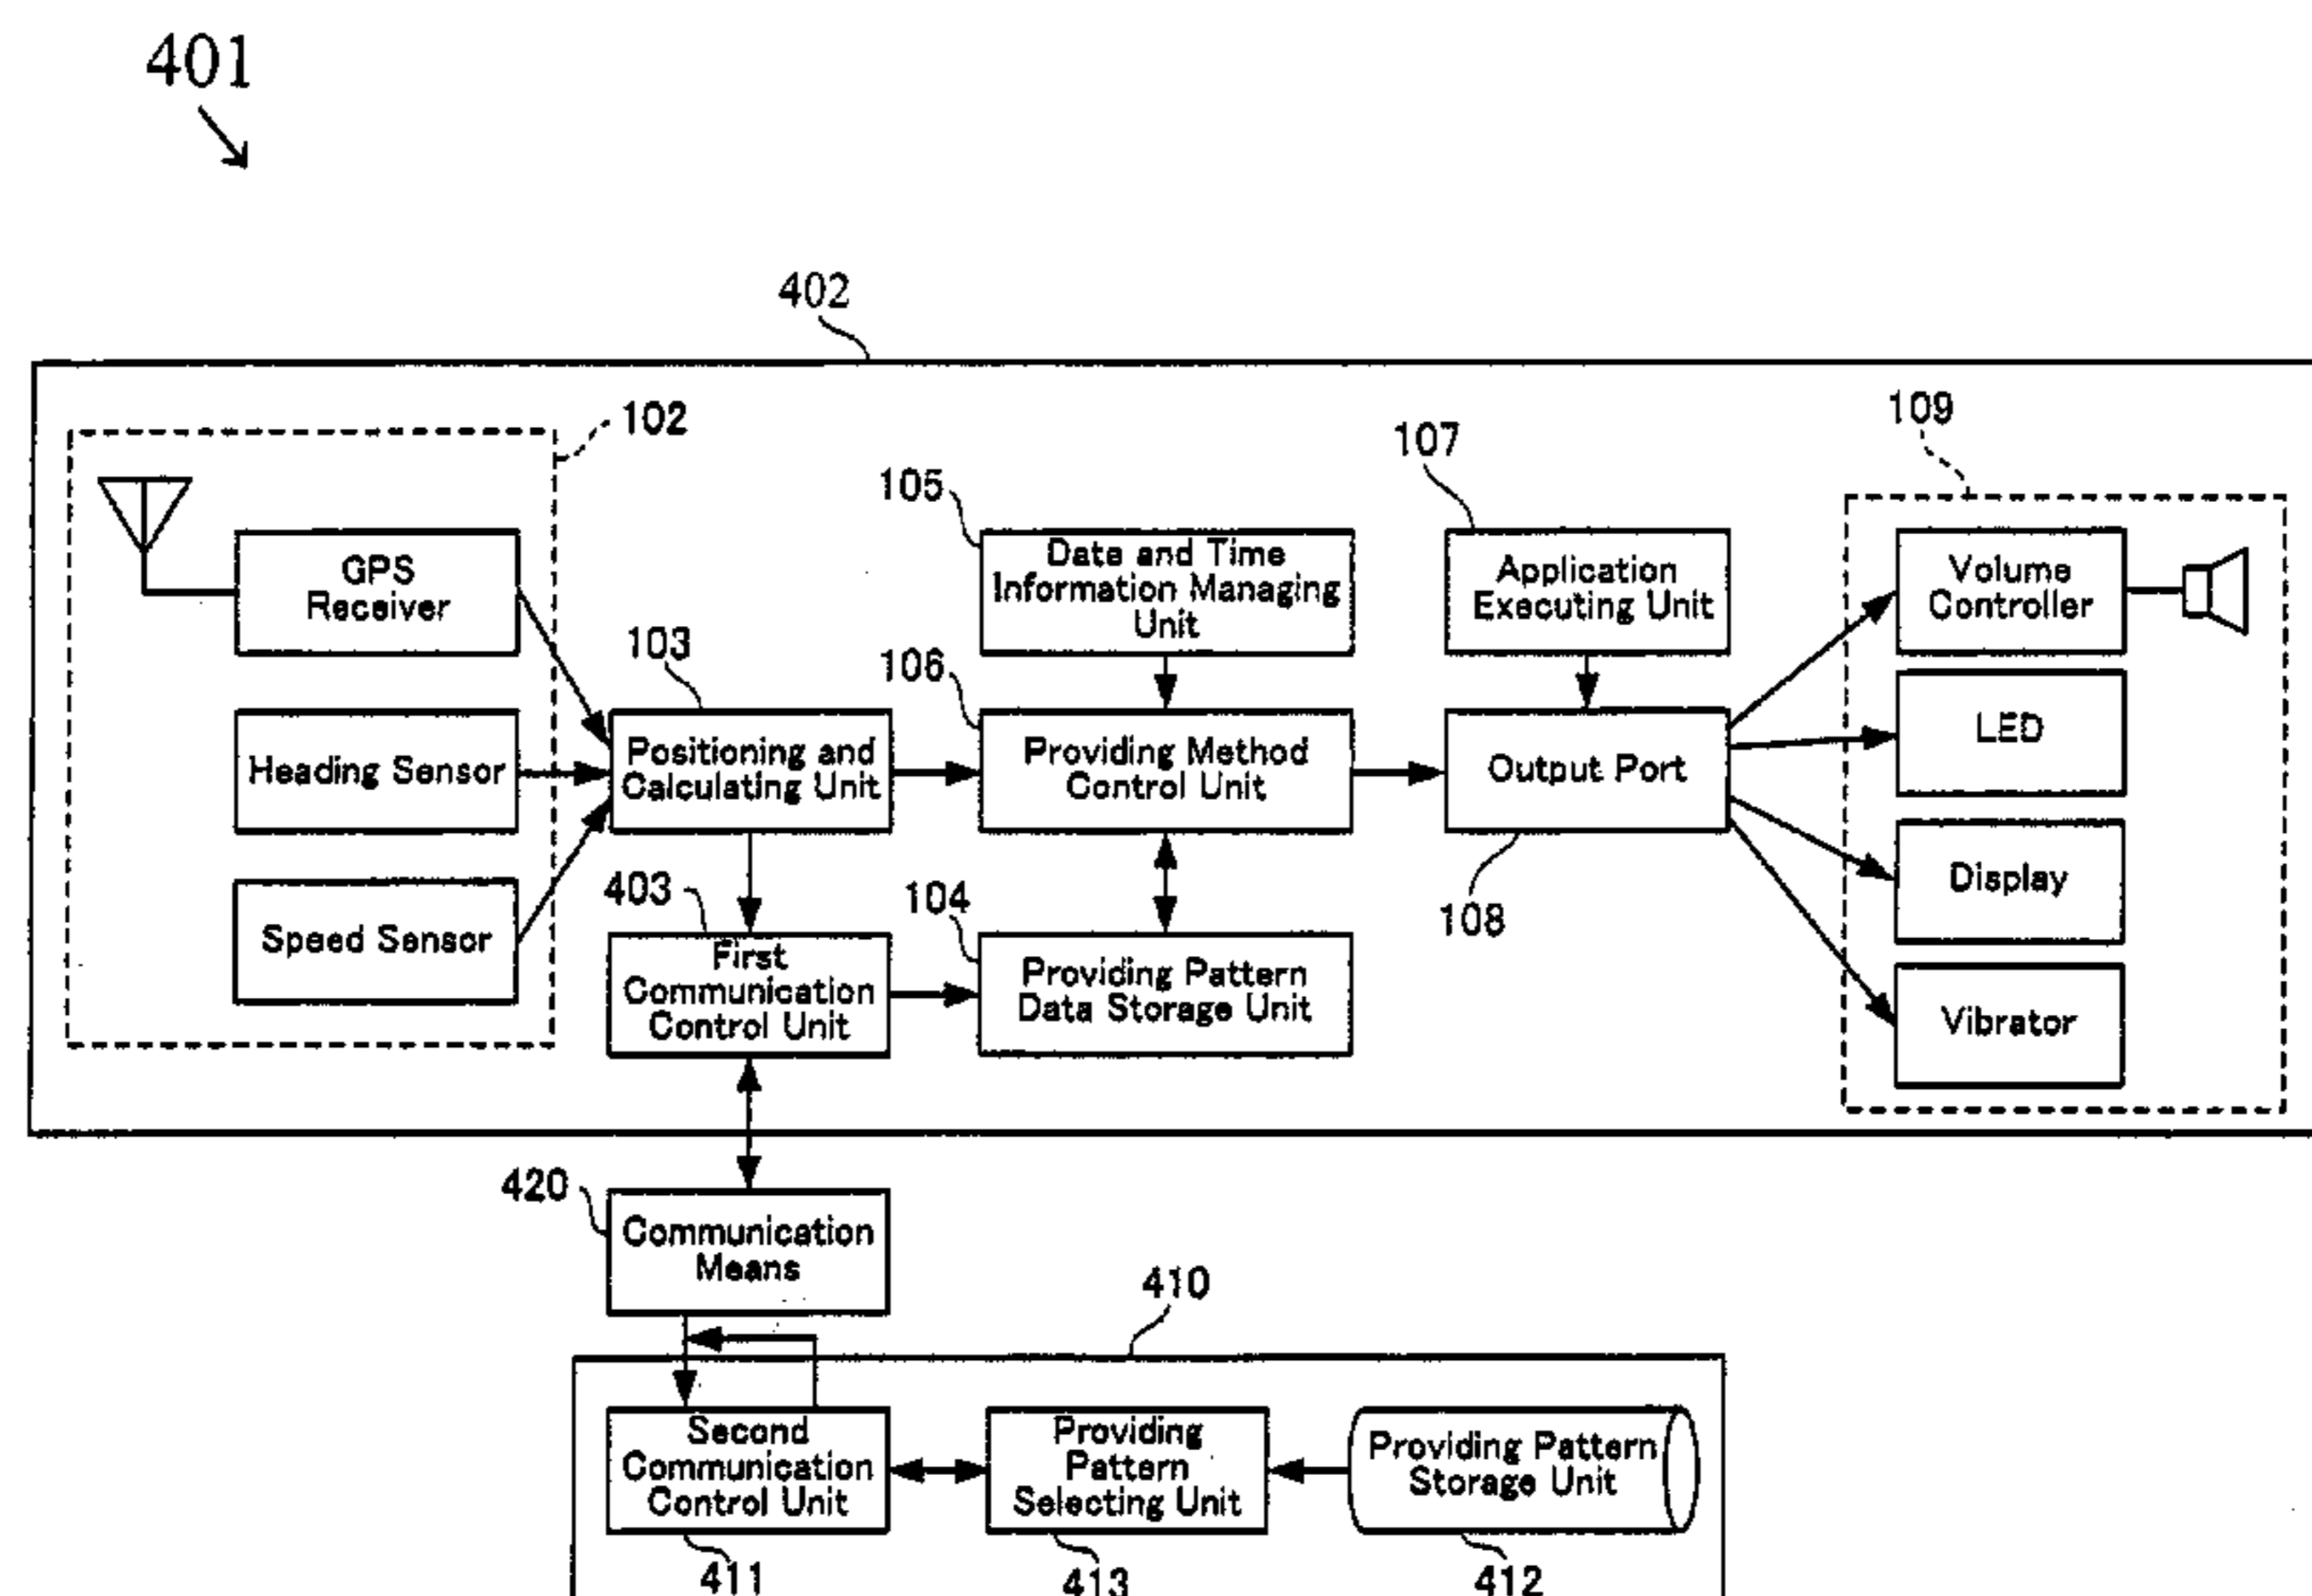 401
402
102
109
107
105
GPS
Receiver
Date and Time
Information Managing
Unit
Application
Executing Unit
Volume
Controller
103
106
LED
Heading Sensor
Positioning and
Calculating Unit
Providing Method
Control Unit
Output Port
403
104
108
Display
Speed Sensor
First
Communication
Control Unit
Providing Pattern
Data Storage Unit
Vibrator
420
Communication
Means
410
Second
Communication
Control Unit
Providing
Pattern
Selecting Unit
Providing Pattern
Storage Unit
411
413
412